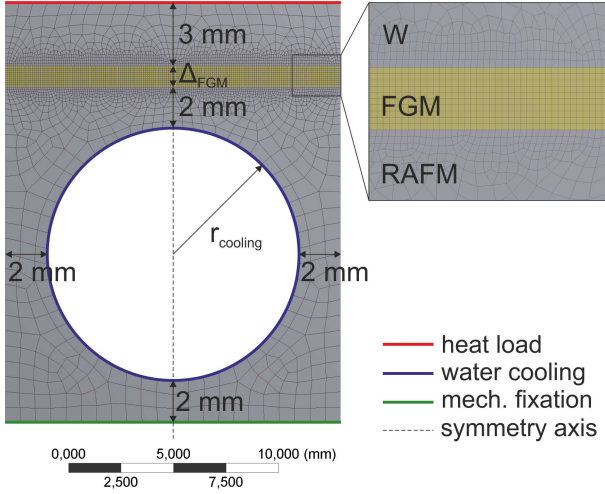 3 mm
W
ΔFGM
2 mm
FGM
RAFM
rcooling
2 mm
2 mm
2 mm
heat load
water cooling
mech. fixation
symmetry axis
0,000 5,000 10,000 (mm)
2,500 7,500